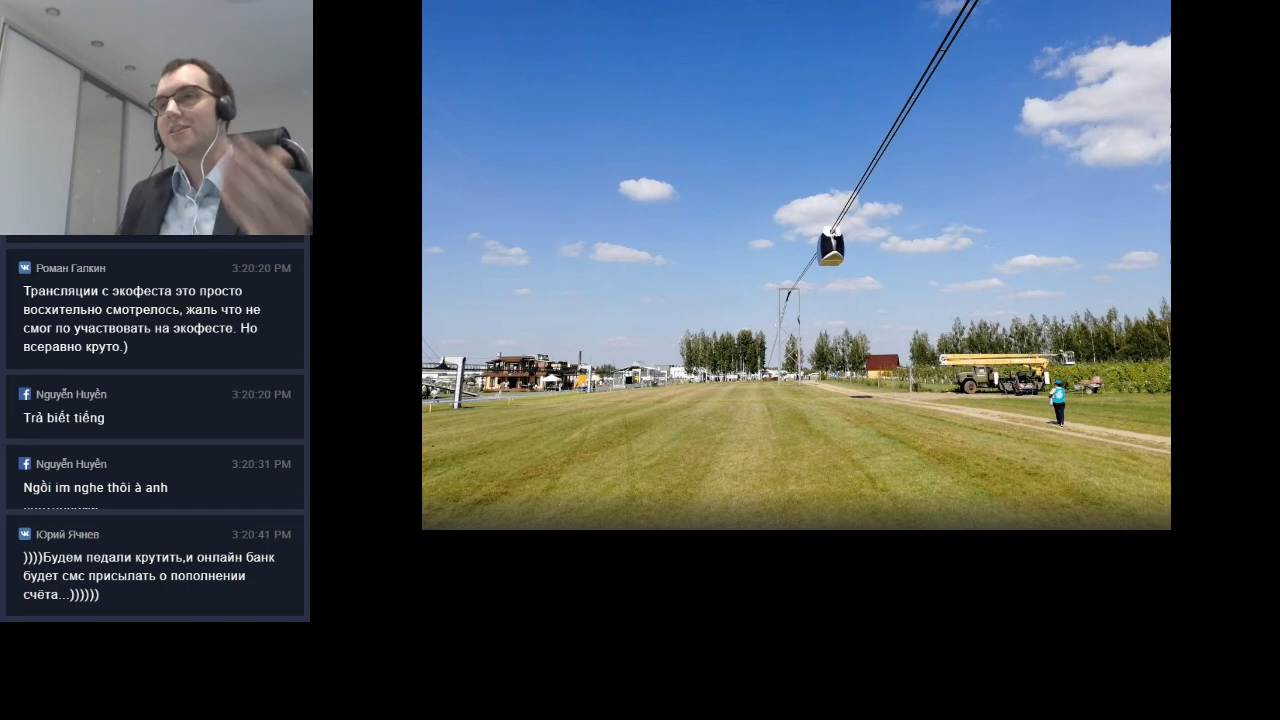 Роман Галкин 3:20:20 PM
Трансляции с экофеста это просто
восхительно смотрелось, жаль что не
смог по участвовать на экофесте. Но
всеравно круто.)
Nguyễn Huyền 3:20:20 PM
Trả biết tiếng
Nguyễn Huyền 3:20:31 PM
Ngồi im nghe thôi à anh
Юрий Ячнев 3:20:41 PM
))))Будем педали крутить,и онлайн банк
будет смс присылать о пополнении
счёта...))))))